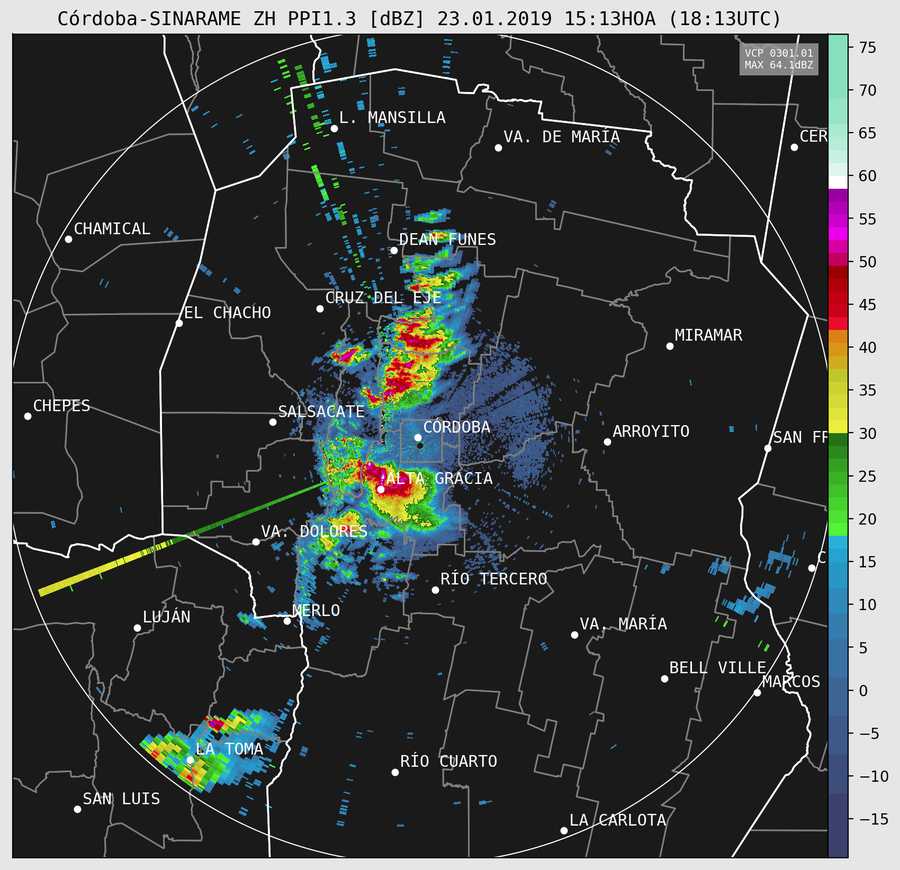 Córdoba-SINARAME ZH PPI1.3 [dBZ] 23.01.2019 15:13HOA (18:13UTC)
VCP 0301.01
MAX 64.1dBZ
L. MANSILLA
VA. DE MARÍA
CER
CHAMICAL
DEAN FUNES
CRUZ DEL EJE
EL CHACHO
MIRAMAR
CHEPES
SALSACATE
CÓRDOBA
ARROYITO
SAN FR
ALTA GRACIA
VA. DOLORES
C
RÍO TERCERO
MERLO
LUJÁN
VA. MARÍA
BELL VILLE
MARCOS
LA TOMA
RÍO CUARTO
SAN LUIS
LA CARLOTA
75
70
65
60
55
50
45
40
35
30
25
20
15
10
5
0
−5
−10
−15